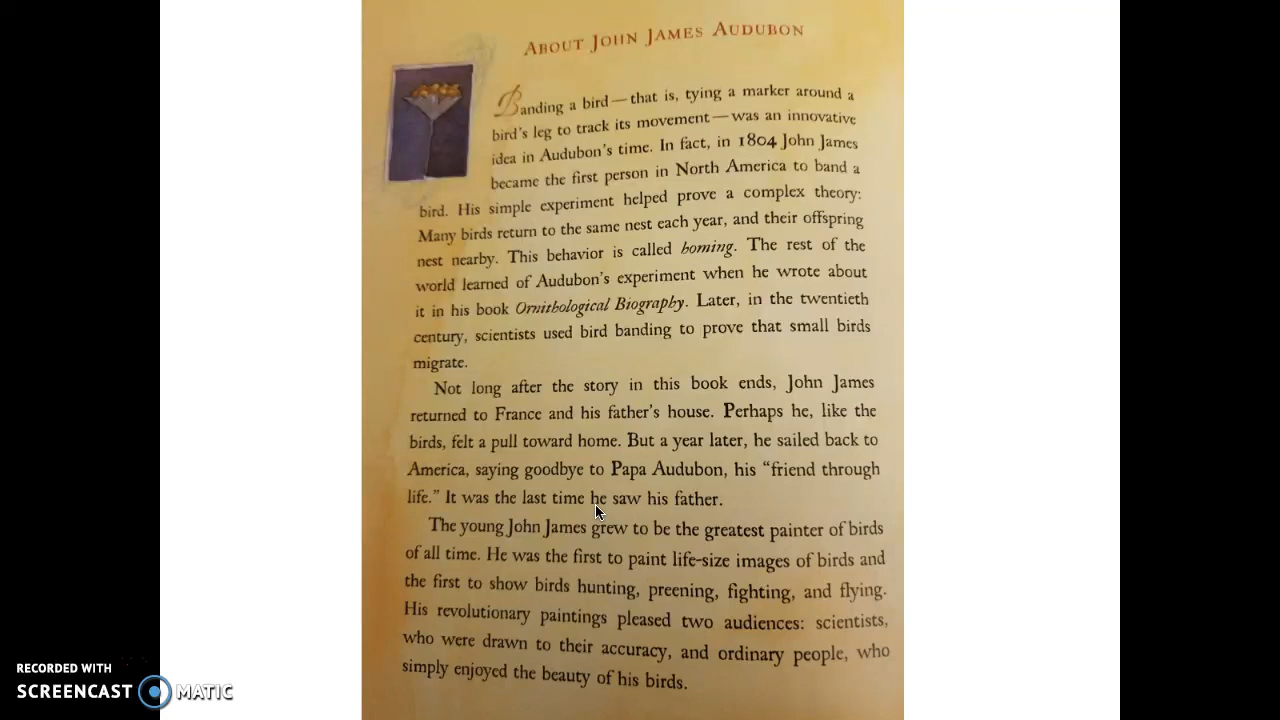 ABOUT JOHN JAMES AUDUBON
Banding a bird — that is, tying a marker around a
bird's leg to track its movement — was an innovative
idea in Audubon's time. In fact, in 1804 John James
became the first person in North America to band a
bird. His simple experiment helped prove a complex theory:
Many birds return to the same nest each year, and their offspring
nest nearby. This behavior is called homing. The rest of the
world learned of Audubon's experiment when he wrote about
it in his book Ornithological Biography. Later, in the twentieth
century, scientists used bird banding to prove that small birds
migrate.
Not long after the story in this book ends, John James
returned to France and his father's house. Perhaps he, like the
birds, felt a pull toward home. But a year later, he sailed back to
America, saying goodbye to Papa Audubon, his "friend through
life." It was the last time he saw his father.
The young John James grew to be the greatest painter of birds
of all time. He was the first to paint life-size images of birds and
the first to show birds hunting, preening, fighting, and flying.
His revolutionary paintings pleased two audiences: scientists,
who were drawn to their accuracy, and ordinary people, who
simply enjoyed the beauty of his birds.
RECORDED WITH
SCREENCAST MATIC